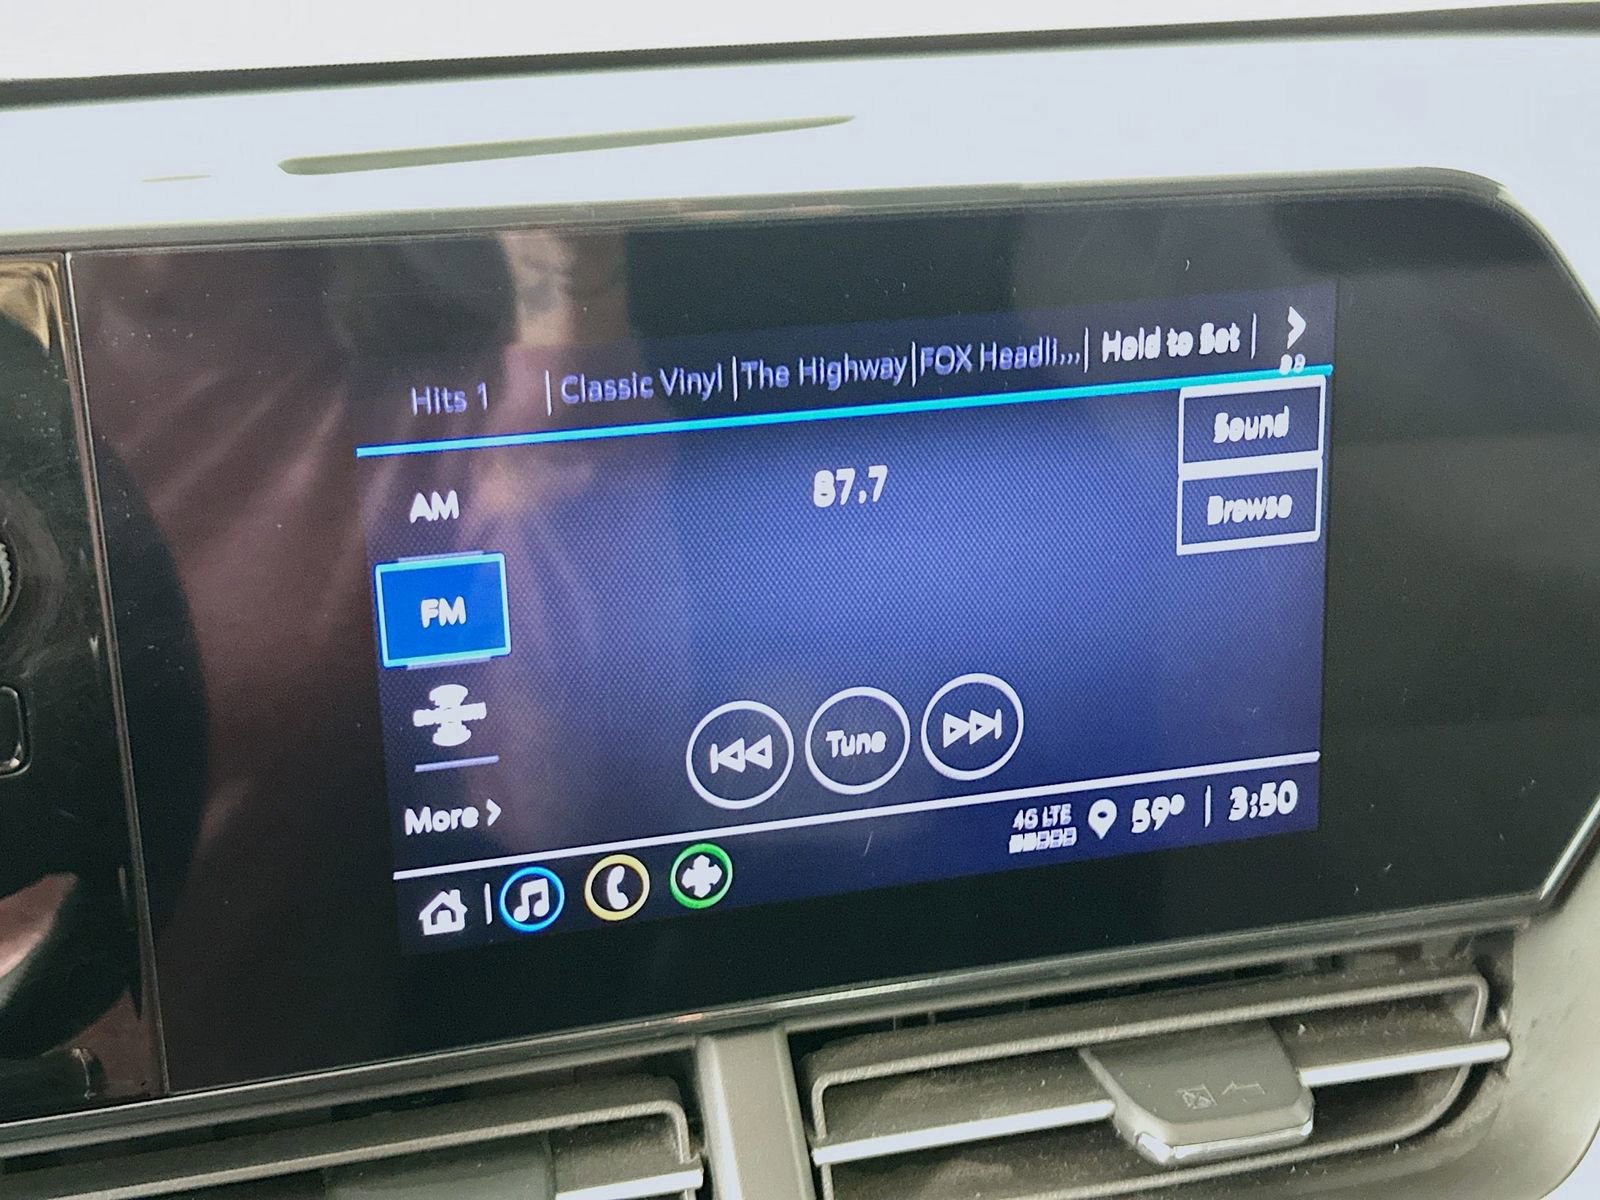 Hits 1 | Classic Vinyl | The Highway | FOX Headli... | Hold to Set |
Sound
AM
87.7
Browse
FM
Tune
More
4G LTE 59° | 3:50